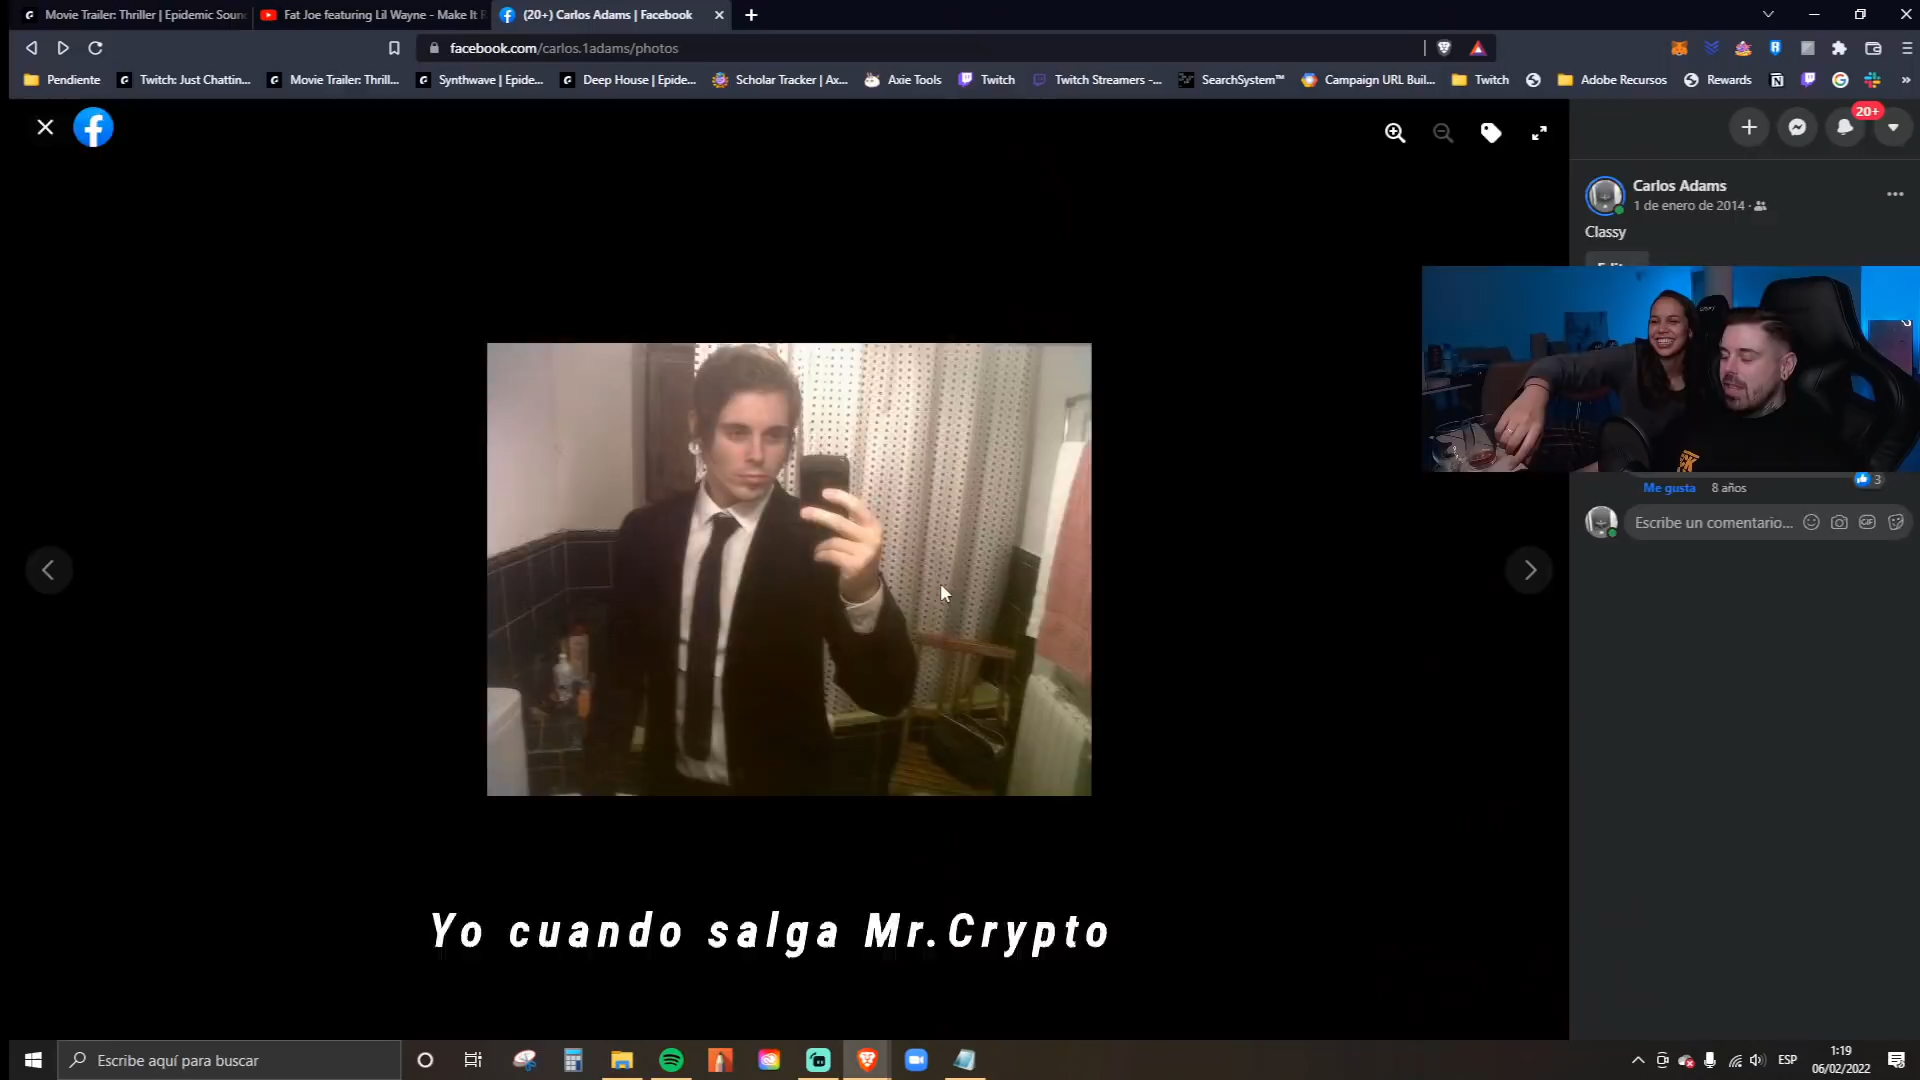 Movie Trailer: Thriller | Epidemic Soun
Fat Joe featuring Lil Wayne - Make It R
(20+) Carlos Adams | Facebook
facebook.com/carlos.1adams/photos
Pendiente
Twitch: Just Chattin...
Movie Trailer: Thrill...
Synthwave | Epide...
Deep House | Epide...
Scholar Tracker | Ax...
Axie Tools
Twitch
Twitch Streamers -...
SearchSystem™
Campaign URL Buil...
Twitch
Adobe Recursos
Rewards
20+
Carlos Adams
1 de enero de 2014
Classy
Me gusta 8 años
3
Escribe un comentario...
GIF
Yo cuando salga Mr.Crypto
Escribe aquí para buscar
ESP
1:19
06/02/2022